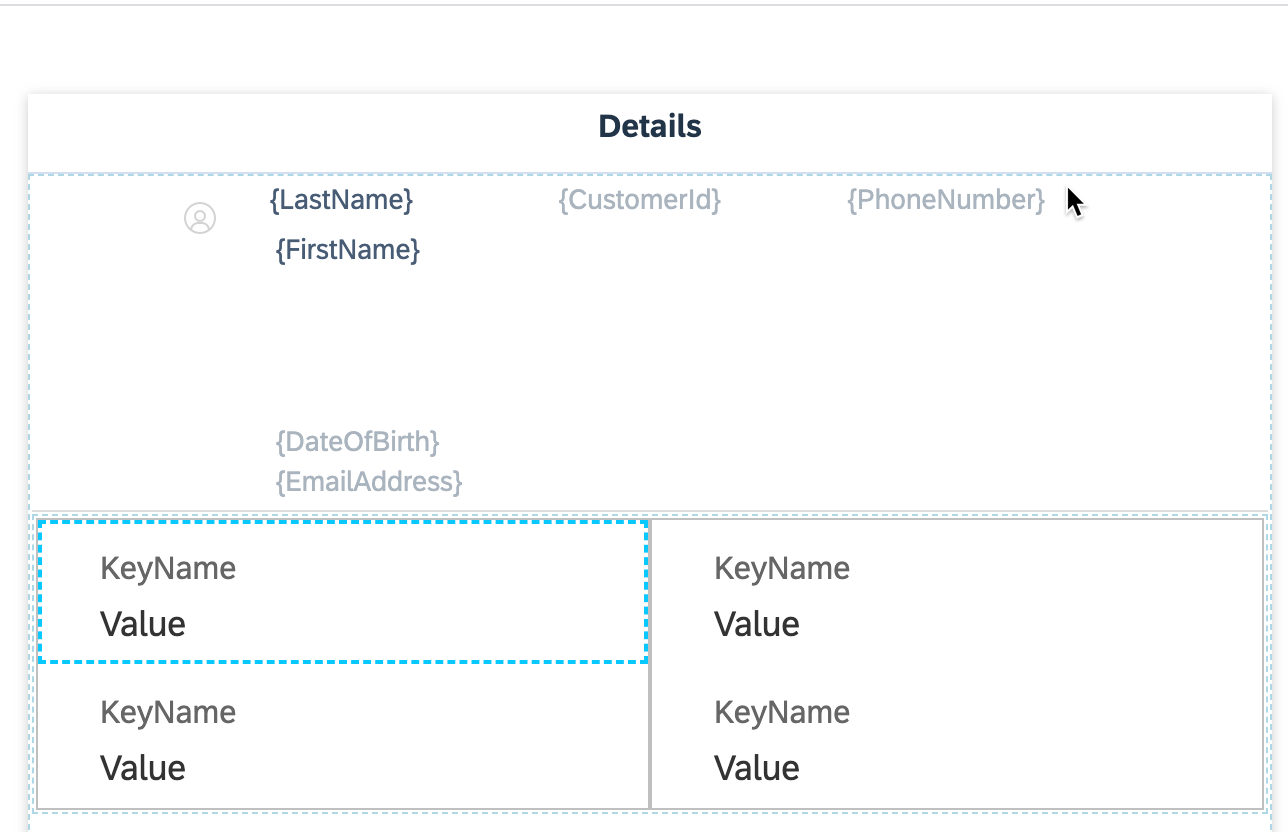 Details
{LastName} {CustomerId} {PhoneNumber}
{FirstName}
{DateOfBirth}
{EmailAddress}
KeyName KeyName
Value Value
KeyName KeyName
Value Value